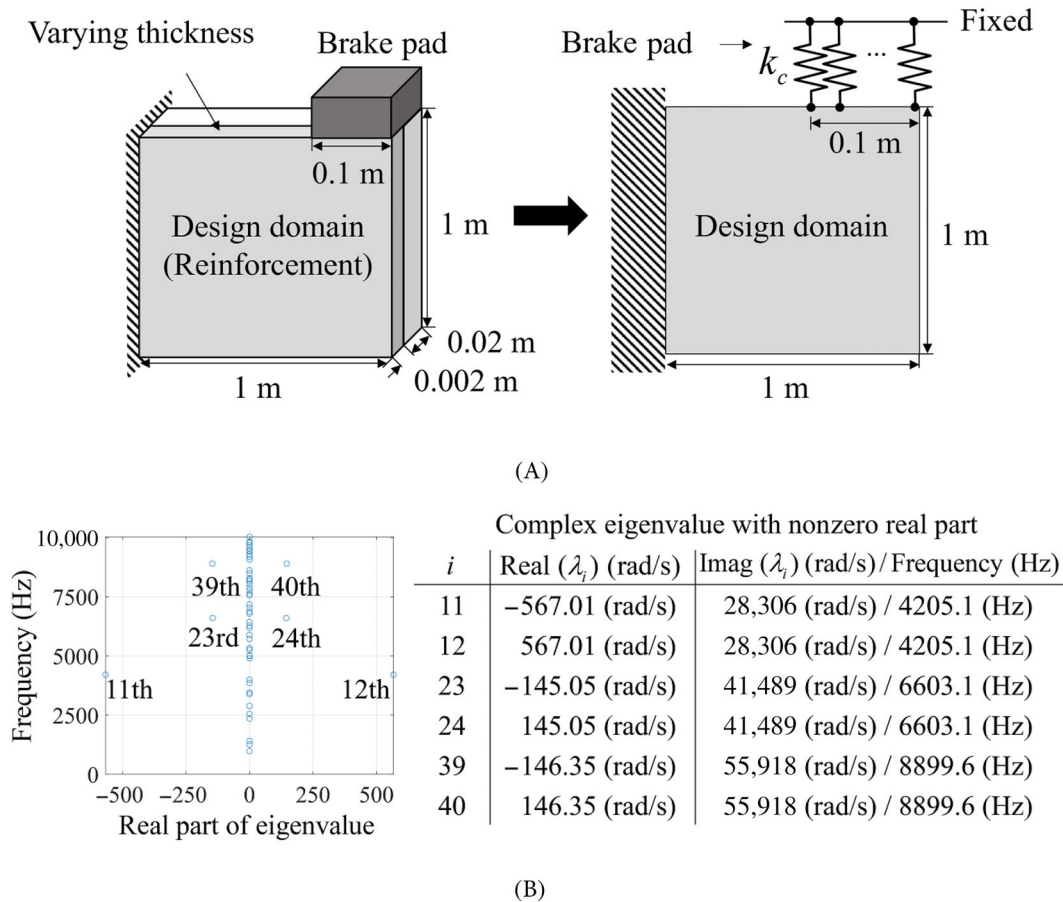 Varying thickness
Brake pad
0.1 m
Design domain
(Reinforcement)
1 m
0.02 m
0.002 m
1 m
Brake pad
k_c
...
Fixed
0.1 m
Design domain
1 m
1 m
(A)
10,000
7500
5000
2500
0
Frequency (Hz)
39th
40th
23rd
24th
11th
12th
−500
−250
0
250
500
Real part of eigenvalue
Complex eigenvalue with nonzero real part
i Real (λ_i) (rad/s) Imag (λ_i) (rad/s) / Frequency (Hz)
11 −567.01 (rad/s) 28,306 (rad/s) / 4205.1 (Hz)
12 567.01 (rad/s) 28,306 (rad/s) / 4205.1 (Hz)
23 −145.05 (rad/s) 41,489 (rad/s) / 6603.1 (Hz)
24 145.05 (rad/s) 41,489 (rad/s) / 6603.1 (Hz)
39 −146.35 (rad/s) 55,918 (rad/s) / 8899.6 (Hz)
40 146.35 (rad/s) 55,918 (rad/s) / 8899.6 (Hz)
(B)